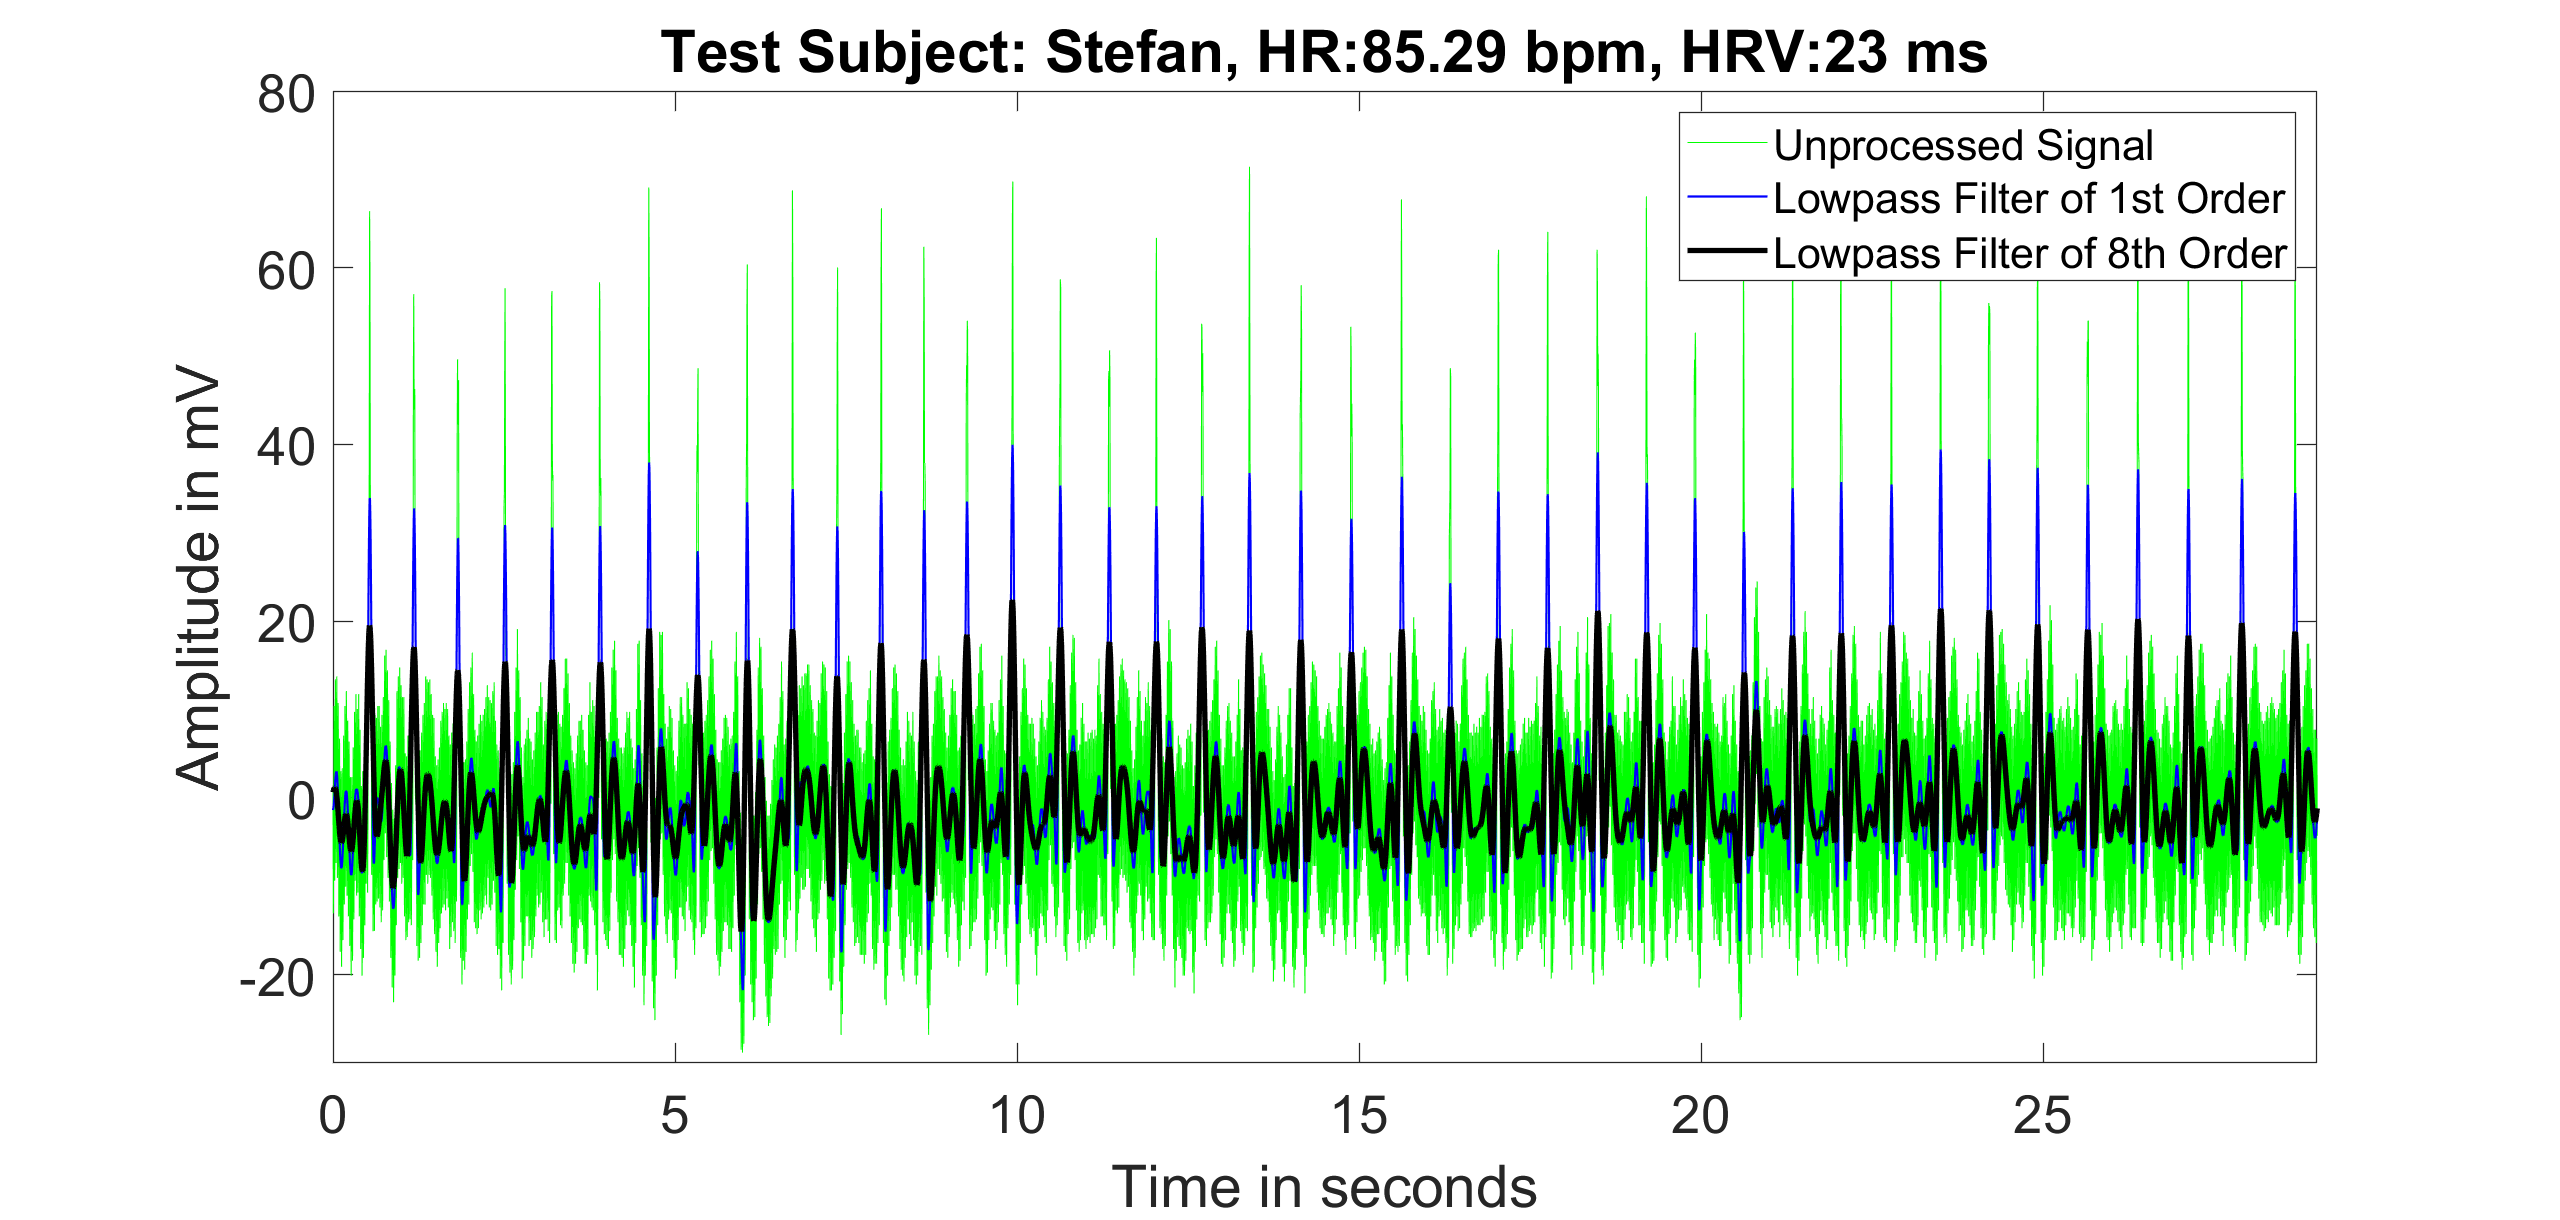 Test Subject: Stefan, HR:85.29 bpm, HRV:23 ms
80
60
40
20
0
-20
Amplitude in mV
Unprocessed Signal
Lowpass Filter of 1st Order
Lowpass Filter of 8th Order
0 5 10 15 20 25
Time in seconds